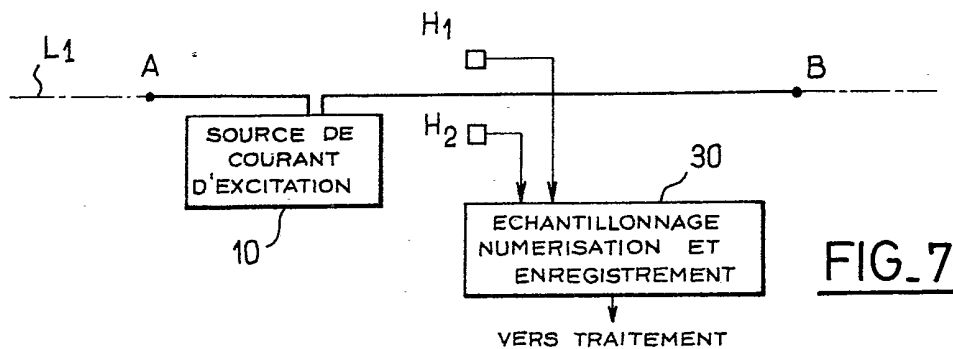 L1
A
H1
B
H2
SOURCE DE
COURANT
D'EXCITATION
10
30
ECHANTILLONNAGE
NUMERISATION ET
ENREGISTREMENT
FIG_7
VERS TRAITEMENT